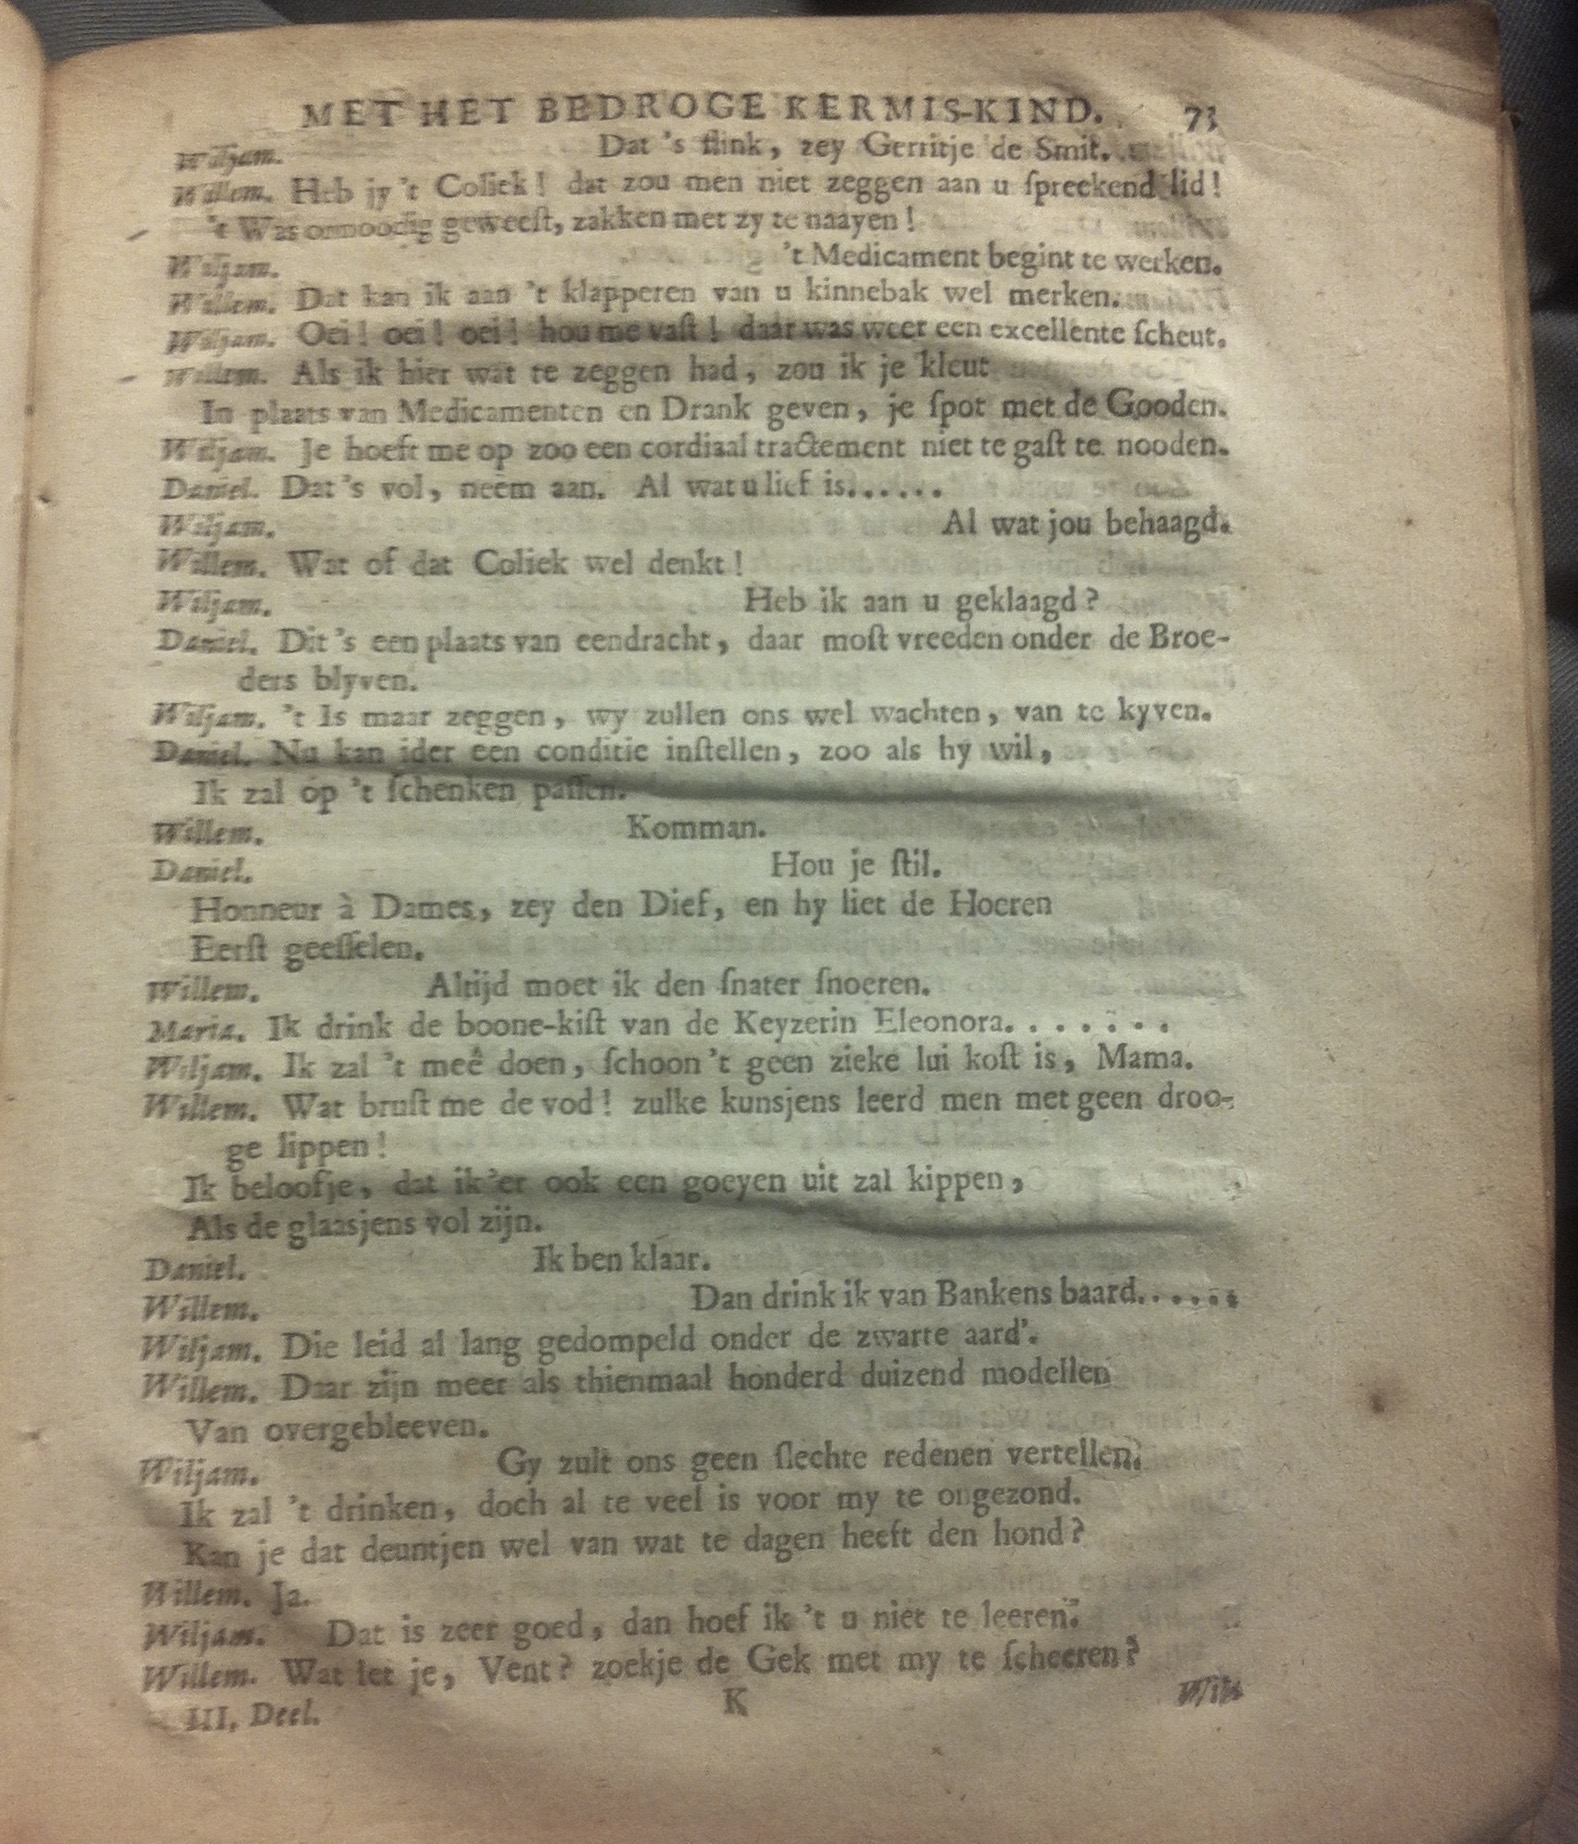 MET HET BEDROGE KERMIS-KIND. 73
Wiljam. Dat 's flink, zey Gerritje de Smit.
Willem. Heb jy 't Coliek! dat zou men niet zeggen aan u ſpreekend lid!
't Was onnoodig geweeſt, zakken met zy te naayen!
Wiljam. 't Medicament begint te werken.
Willem. Dat kan ik aan 't klapperen van u kinnebak wel merken.
Wiljam. Oei! oei! oei! hou me vaſt! daar was weer een excellente ſcheut.
Willem. Als ik hier wat te zeggen had, zou ik je kleut
In plaats van Medicamenten en Drank geven, je ſpot met de Gooden.
Wiljam. Je hoeft me op zoo een cordiaal tractement niet te gaſt te nooden.
Daniel. Dat 's vol, neem aan. Al wat u lief is......
Wiljam. Al wat jou behaagd.
Willem. Wat of dat Coliek wel denkt!
Wiljam. Heb ik aan u geklaagd?
Daniel. Dit 's een plaats van eendracht, daar moſt vreeden onder de Broe-
ders blyven.
Wiljam. 't Is maar zeggen, wy zullen ons wel wachten, van te kyven.
Daniel. Nu kan ider een conditie inſtellen, zoo als hy wil,
Ik zal op 't ſchenken paſſen.
Willem. Komman.
Daniel. Hou je ſtil.
Honneur à Dames, zey den Dief, en hy liet de Hoeren
Eerſt geeſſelen.
Willem. Altijd moet ik den ſnater ſnoeren.
Maria. Ik drink de boone-kiſt van de Keyzerin Eleonora.......
Wiljam. Ik zal 't meê doen, ſchoon 't geen zieke lui koſt is, Mama.
Willem. Wat bruſt me de vod! zulke kunsjens leerd men met geen droo-
ge lippen!
Ik beloofje, dat ik 'er ook een goeyen uit zal kippen,
Als de glaasjens vol zijn.
Daniel. Ik ben klaar.
Willem. Dan drink ik van Bankens baard......
Wiljam. Die leid al lang gedompeld onder de zwarte aard'.
Willem. Daar zijn meer als thienmaal honderd duizend modellen
Van overgebleeven.
Wiljam. Gy zult ons geen ſlechte redenen vertellen.
Ik zal 't drinken, doch al te veel is voor my te ongezond.
Kan je dat deuntjen wel van wat te dagen heeft den hond?
Willem. Ja.
Wiljam. Dat is zeer goed, dan hoef ik 't u niet te leeren.
Willem. Wat let je, Vent? zoekje de Gek met my te ſcheeren?
III. Deel. K Wil-